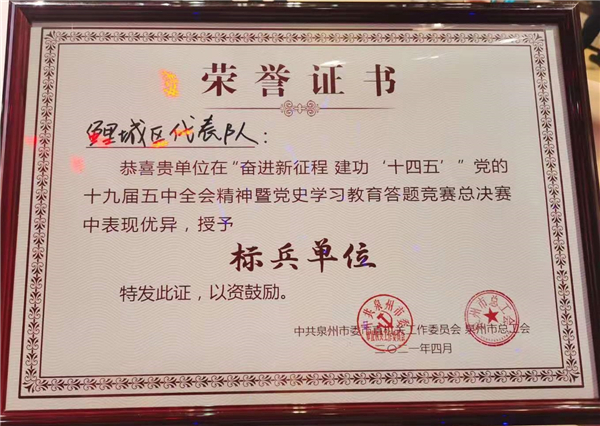 荣誉证书
鲤城区代表队：
恭喜贵单位在“奋进新征程 建功‘十四五’”党的
十九届五中全会精神暨党史学习教育答题竞赛总决赛
中表现优异，授予
标兵单位
特发此证，以资鼓励。
中共泉州市委市直机关工作委员会 泉州市总工会
二〇二一年四月